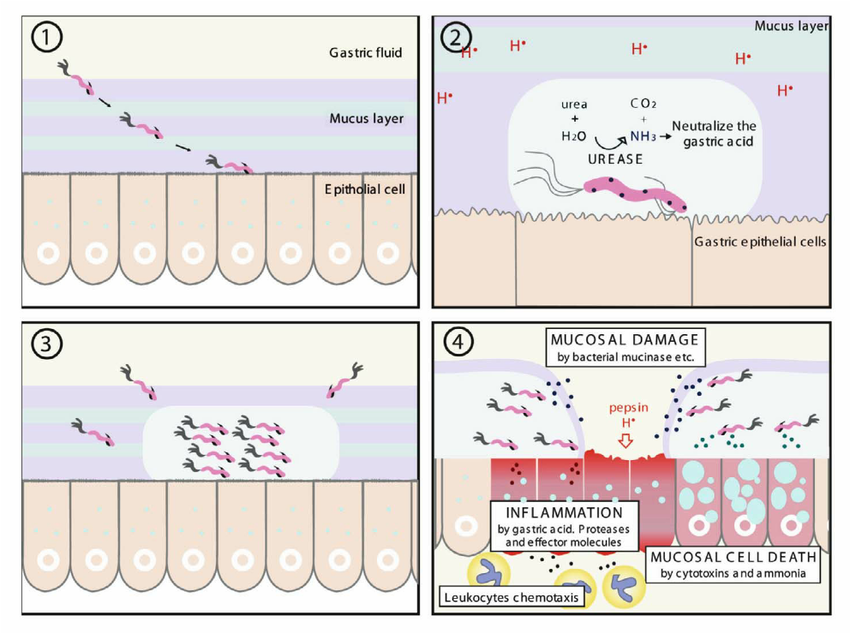 1
Gastric fluid
Mucus layer
Epitholial cell
2
Mucus layer
H•
H•
H•
H•
H•
H•
urea
+
H2O
CO2
+
NH3
Neutralize the
gastric acid
UREASE
Gastric epithelial cells
3
4
MUCOSAL DAMAGE
by bacterial mucinase etc.
pepsin
H•
INFLAMMATION
by gastric acid. Proteases
and effector molecules
MUCOSAL CELL DEATH
by cytotoxins and ammonia
Leukocytes chemotaxis